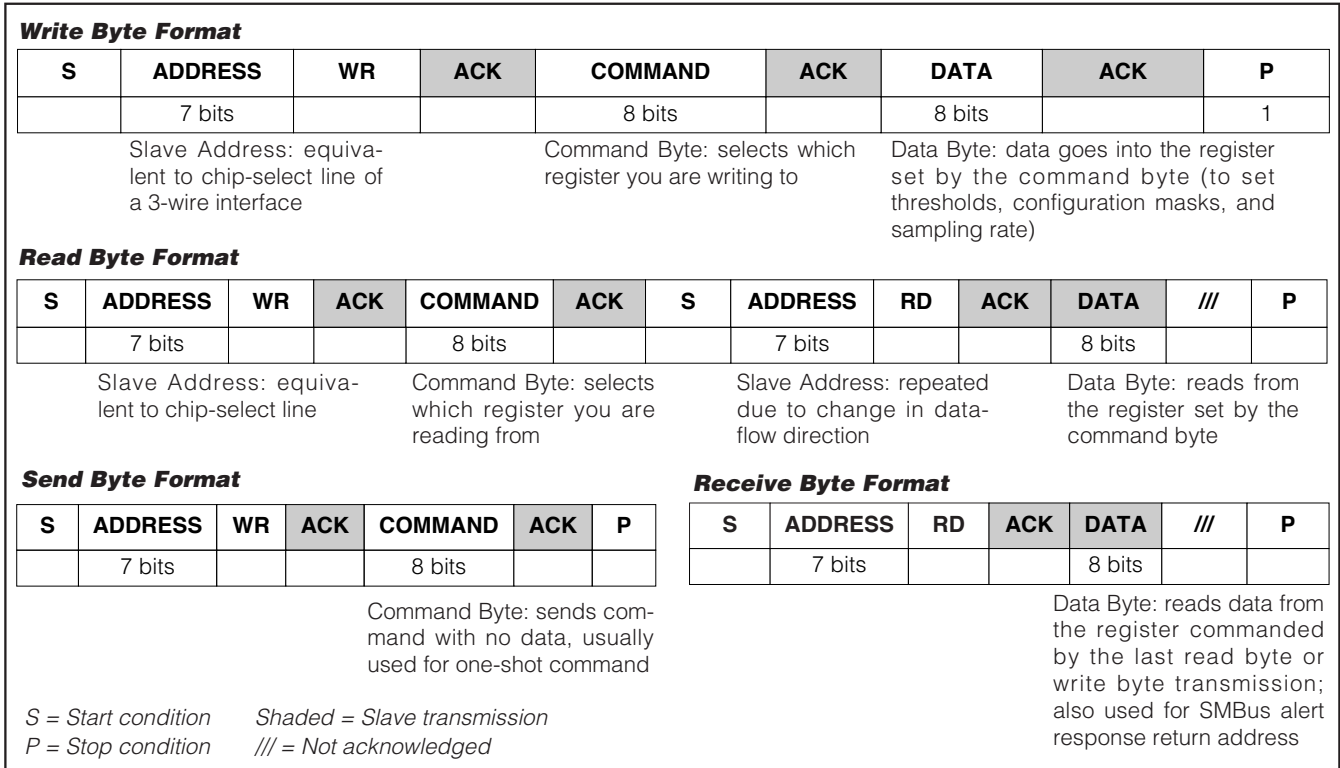 Write Byte Format
S ADDRESS WR ACK COMMAND ACK DATA ACK P
7 bits 8 bits 8 bits 1
Slave Address: equiva-
lent to chip-select line of
a 3-wire interface
Command Byte: selects which
register you are writing to
Data Byte: data goes into the register
set by the command byte (to set
thresholds, configuration masks, and
sampling rate)
Read Byte Format
S ADDRESS WR ACK COMMAND ACK S ADDRESS RD ACK DATA /// P
7 bits 8 bits 7 bits 8 bits
Slave Address: equiva-
lent to chip-select line
Command Byte: selects
which register you are
reading from
Slave Address: repeated
due to change in data-
flow direction
Data Byte: reads from
the register set by the
command byte
Send Byte Format
S ADDRESS WR ACK COMMAND ACK P
7 bits 8 bits
Command Byte: sends com-
mand with no data, usually
used for one-shot command
Receive Byte Format
S ADDRESS RD ACK DATA /// P
7 bits 8 bits
Data Byte: reads data from
the register commanded
by the last read byte or
write byte transmission;
also used for SMBus alert
response return address
S = Start condition Shaded = Slave transmission
P = Stop condition /// = Not acknowledged